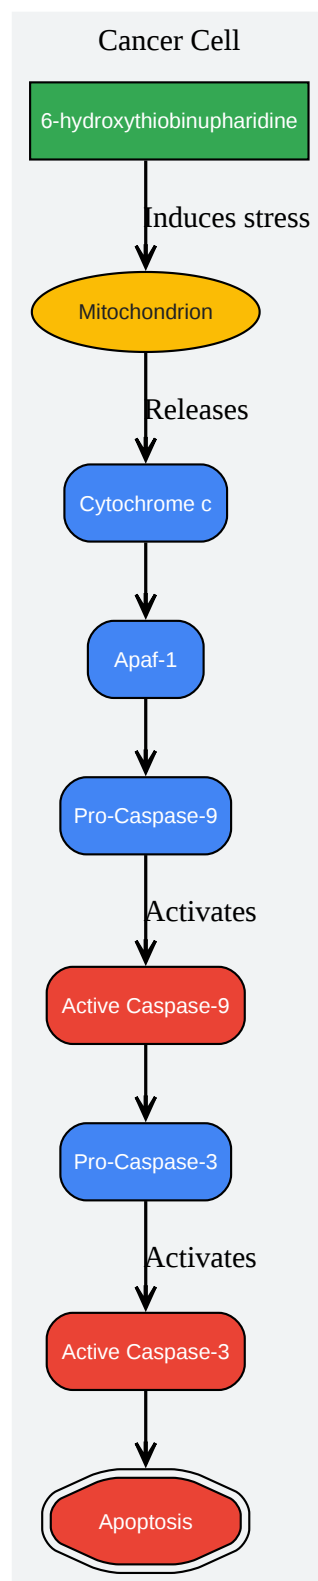 Cancer Cell
6-hydroxythiobinupharidine
Induces stress
Mitochondrion
Releases
Cytochrome c
Apaf-1
Pro-Caspase-9
Activates
Active Caspase-9
Pro-Caspase-3
Activates
Active Caspase-3
Apoptosis